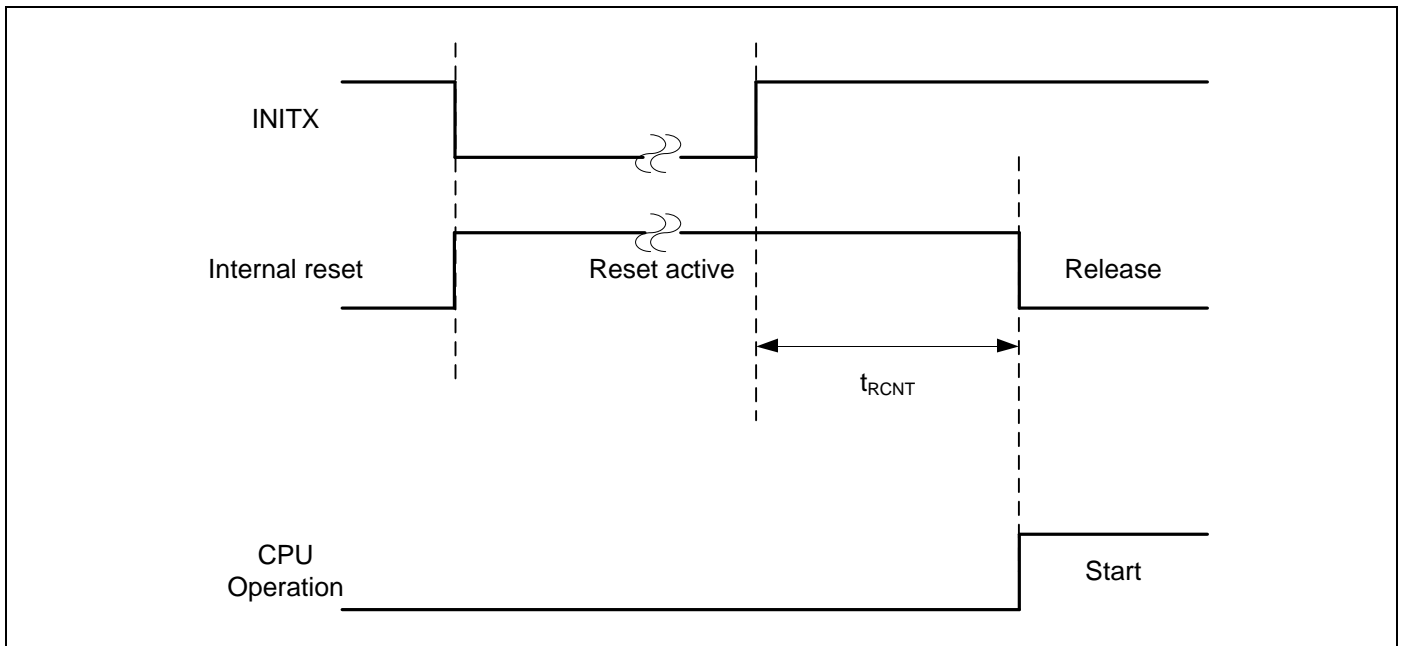 INITX
Internal reset
Reset active
Release
tRCNT
CPU
Operation
Start